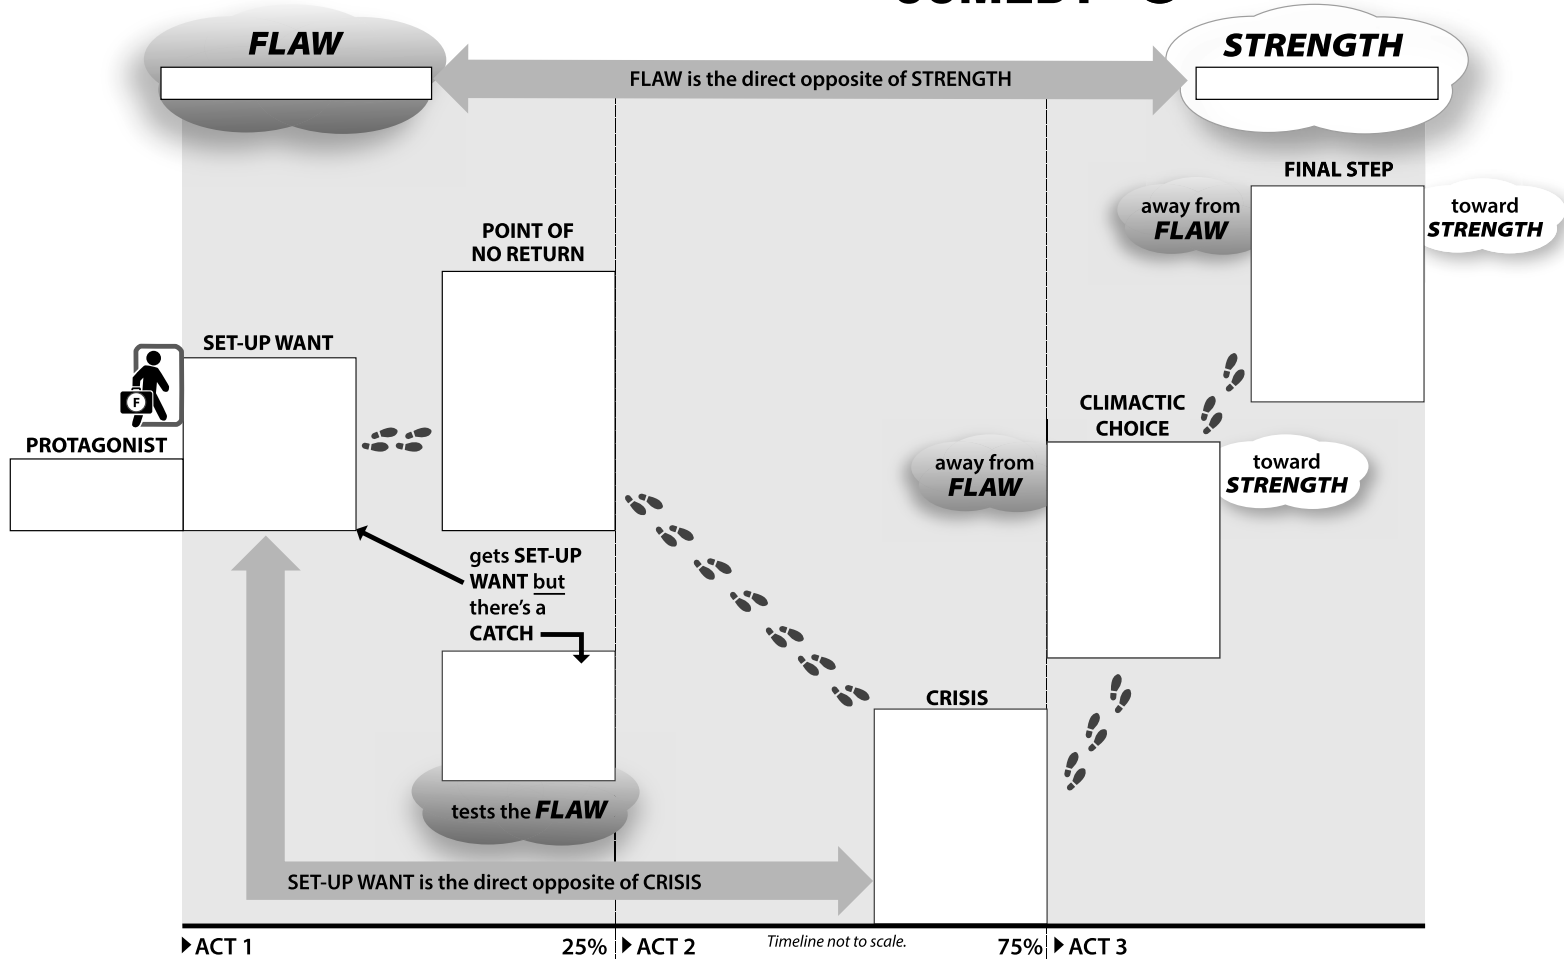 FLAW
FLAW is the direct opposite of STRENGTH
STRENGTH
FINAL STEP
away from
FLAW
toward
STRENGTH
POINT OF
NO RETURN
SET-UP WANT
F
PROTAGONIST
CLIMACTIC
CHOICE
away from
FLAW
toward
STRENGTH
gets SET-UP
WANT but
there's a
CATCH
CRISIS
tests the FLAW
SET-UP WANT is the direct opposite of CRISIS
ACT 1
25%
ACT 2
Timeline not to scale.
75%
ACT 3